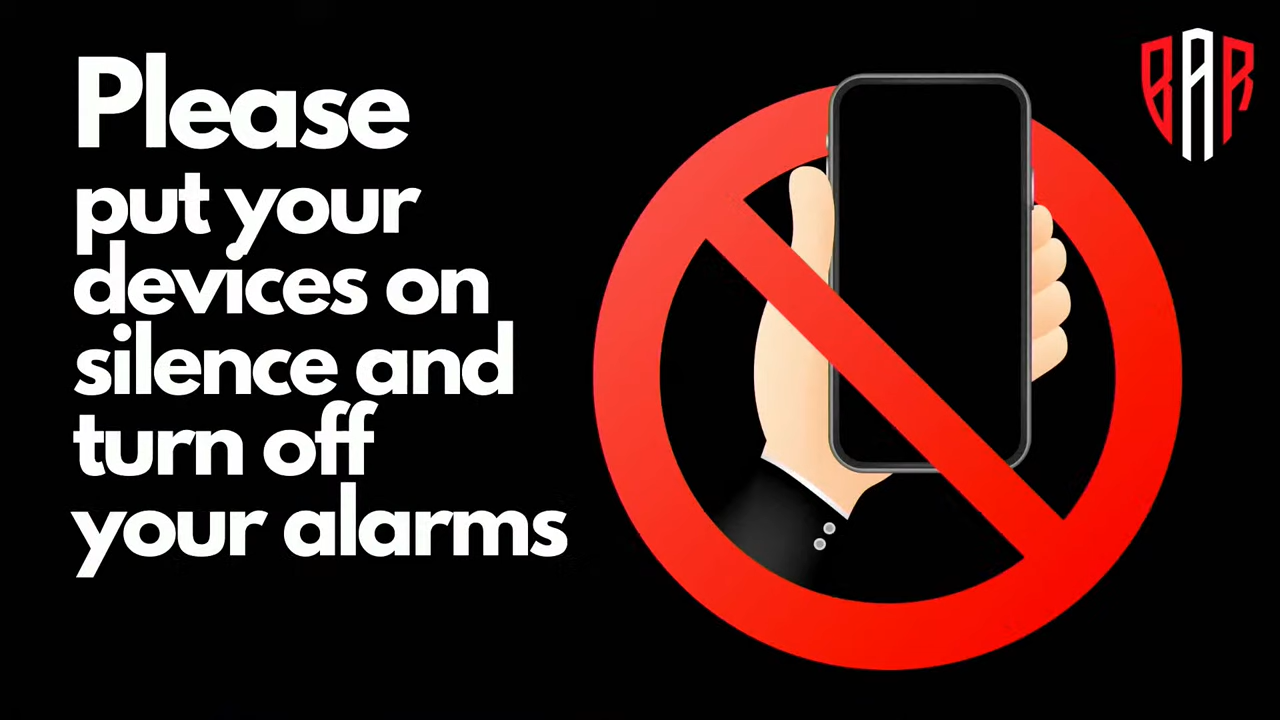 Please
put your
devices on
silence and
turn off
your alarms
BAR